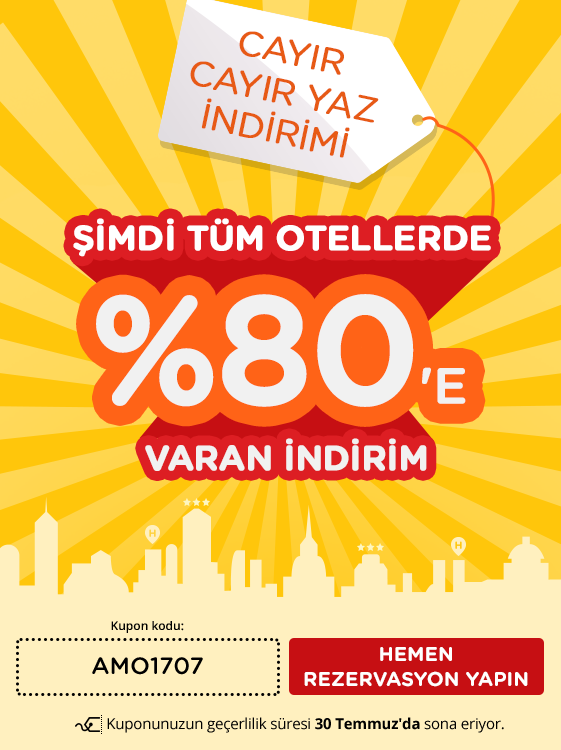 CAYIR
CAYIR YAZ
İNDİRİMİ
ŞİMDİ TÜM OTELLERDE
%80'E
VARAN İNDİRİM
H
H
Kupon kodu:
AMO1707
HEMEN
REZERVASYON YAPIN
Kuponunuzun geçerlilik süresi 30 Temmuz'da sona eriyor.